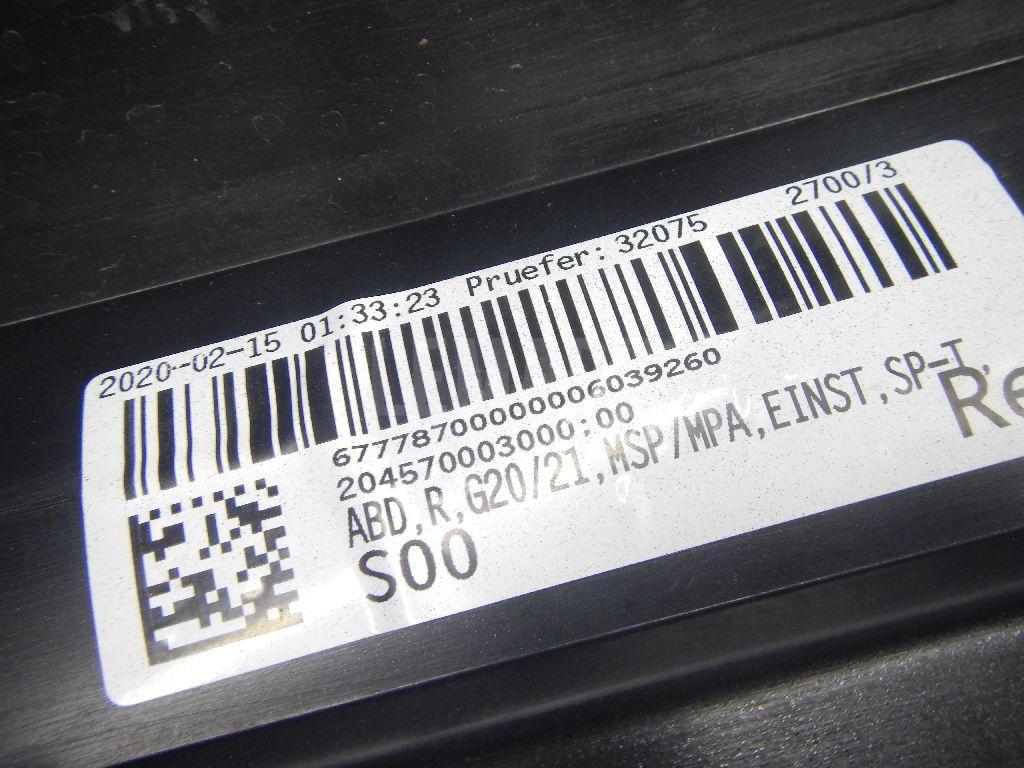 2020-02-15 01:33:23 Pruefer:32075 2700/3
6777870000006039260
204570003000:00
ABD,R,G20/21,MSP/MPA,EINST,SP-T,
Re
S00